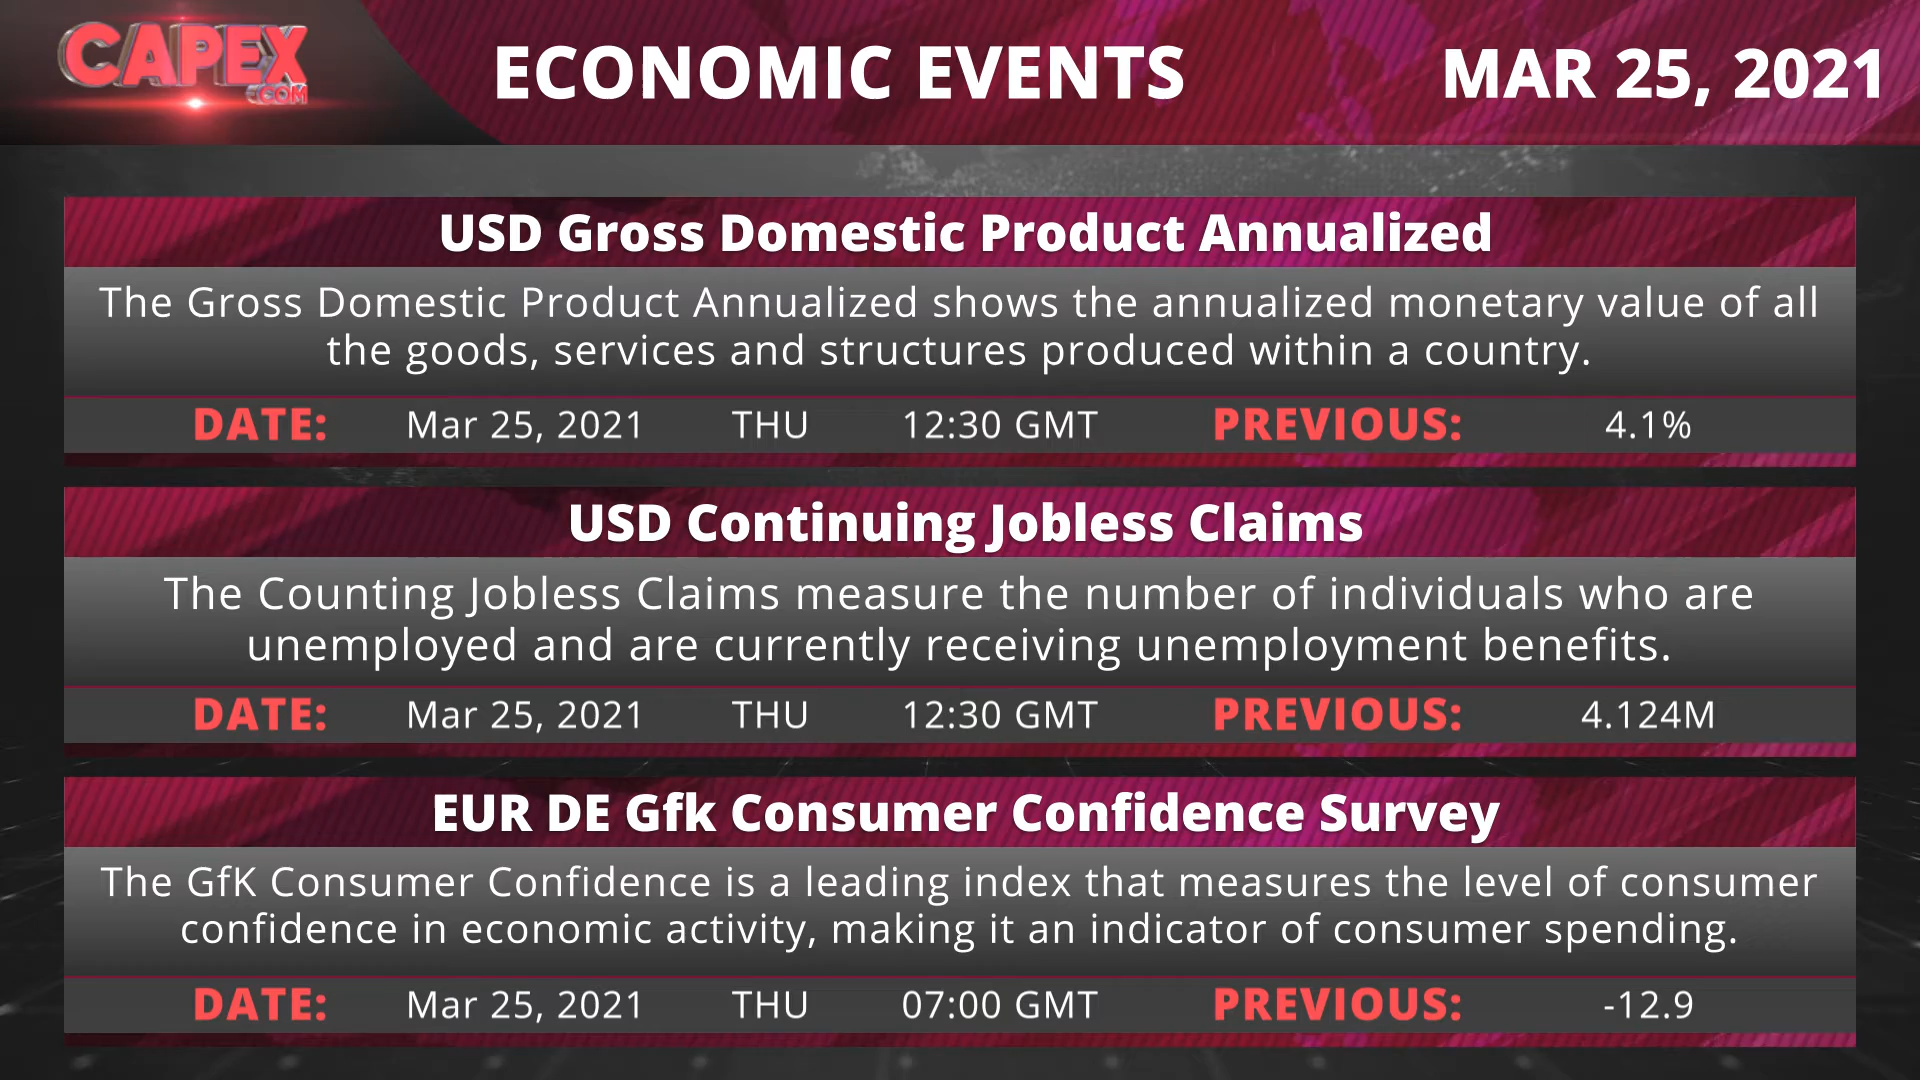 CAPEX
.COM
ECONOMIC EVENTS
MAR 25, 2021
USD Gross Domestic Product Annualized
The Gross Domestic Product Annualized shows the annualized monetary value of all
the goods, services and structures produced within a country.
DATE: Mar 25, 2021 THU 12:30 GMT PREVIOUS: 4.1%
USD Continuing Jobless Claims
The Counting Jobless Claims measure the number of individuals who are
unemployed and are currently receiving unemployment benefits.
DATE: Mar 25, 2021 THU 12:30 GMT PREVIOUS: 4.124M
EUR DE Gfk Consumer Confidence Survey
The GfK Consumer Confidence is a leading index that measures the level of consumer
confidence in economic activity, making it an indicator of consumer spending.
DATE: Mar 25, 2021 THU 07:00 GMT PREVIOUS: -12.9